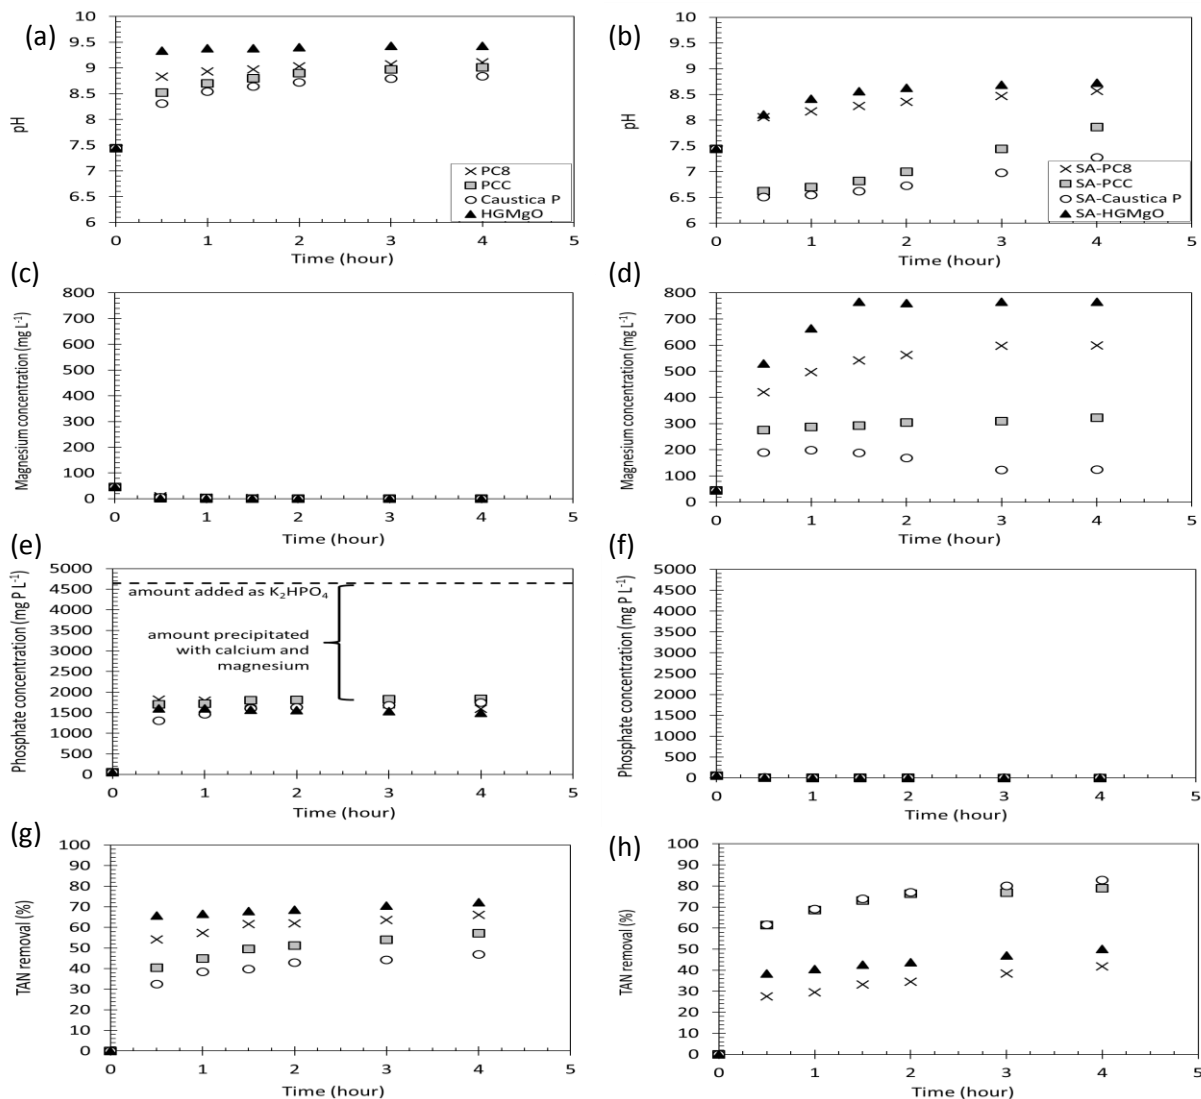 (a)
pH
10
9.5
9
8.5
8
7.5
7
6.5
6
PC8
PCC
Caustica P
HGMgO
0 1 2 3 4 5
Time (hour)
(b)
pH
10
9.5
9
8.5
8
7.5
7
6.5
6
SA-PC8
SA-PCC
SA-Caustica P
SA-HGMgO
0 1 2 3 4 5
Time (hour)
(c)
Magnesium concentration (mg L⁻¹)
800
700
600
500
400
300
200
100
0
0 1 2 3 4 5
Time (hour)
(d)
Magnesium concentration (mg L⁻¹)
800
700
600
500
400
300
200
100
0
0 1 2 3 4 5
Time (hour)
(e)
Phosphate concentration (mg P L⁻¹)
5000
4500
4000
3500
3000
2500
2000
1500
1000
500
0
amount added as K₂HPO₄
amount precipitated
with calcium and
magnesium
0 1 2 3 4 5
Time (hour)
(f)
Phosphate concentration (mg P L⁻¹)
5000
4500
4000
3500
3000
2500
2000
1500
1000
500
0
0 1 2 3 4 5
Time (hour)
(g)
TAN removal (%)
100
90
80
70
60
50
40
30
20
10
0
0 1 2 3 4 5
Time (hour)
(h)
TAN removal (%)
100
90
80
70
60
50
40
30
20
10
0
0 1 2 3 4 5
Time (hour)